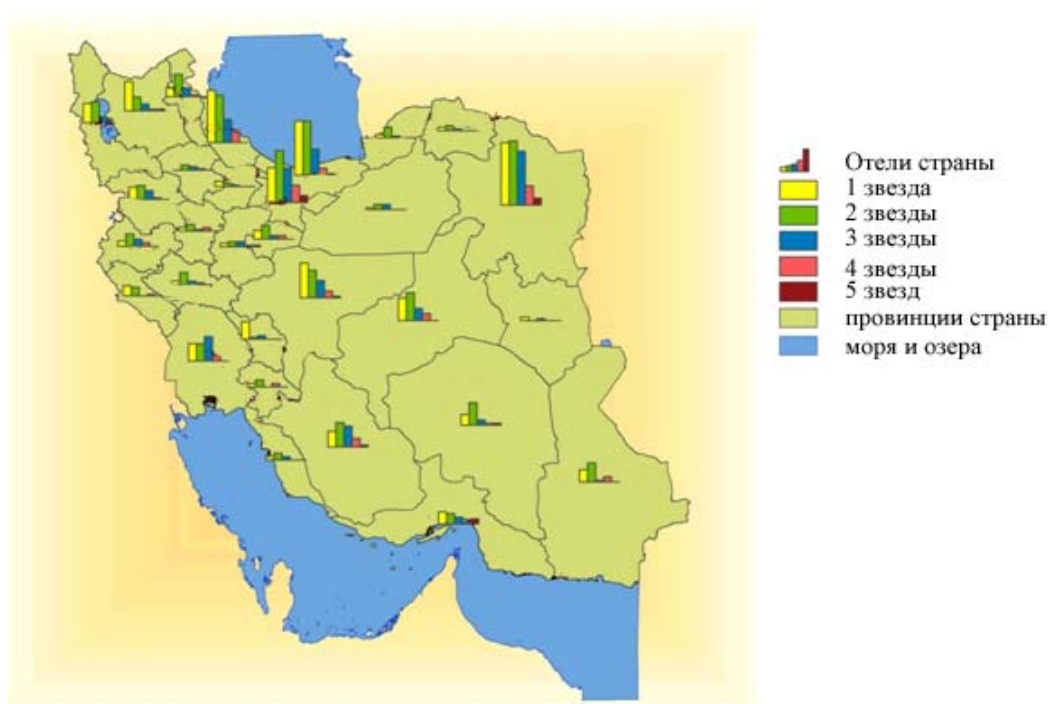 Отели страны
1 звезда
2 звезды
3 звезды
4 звезды
5 звезд
провинции страны
моря и озера